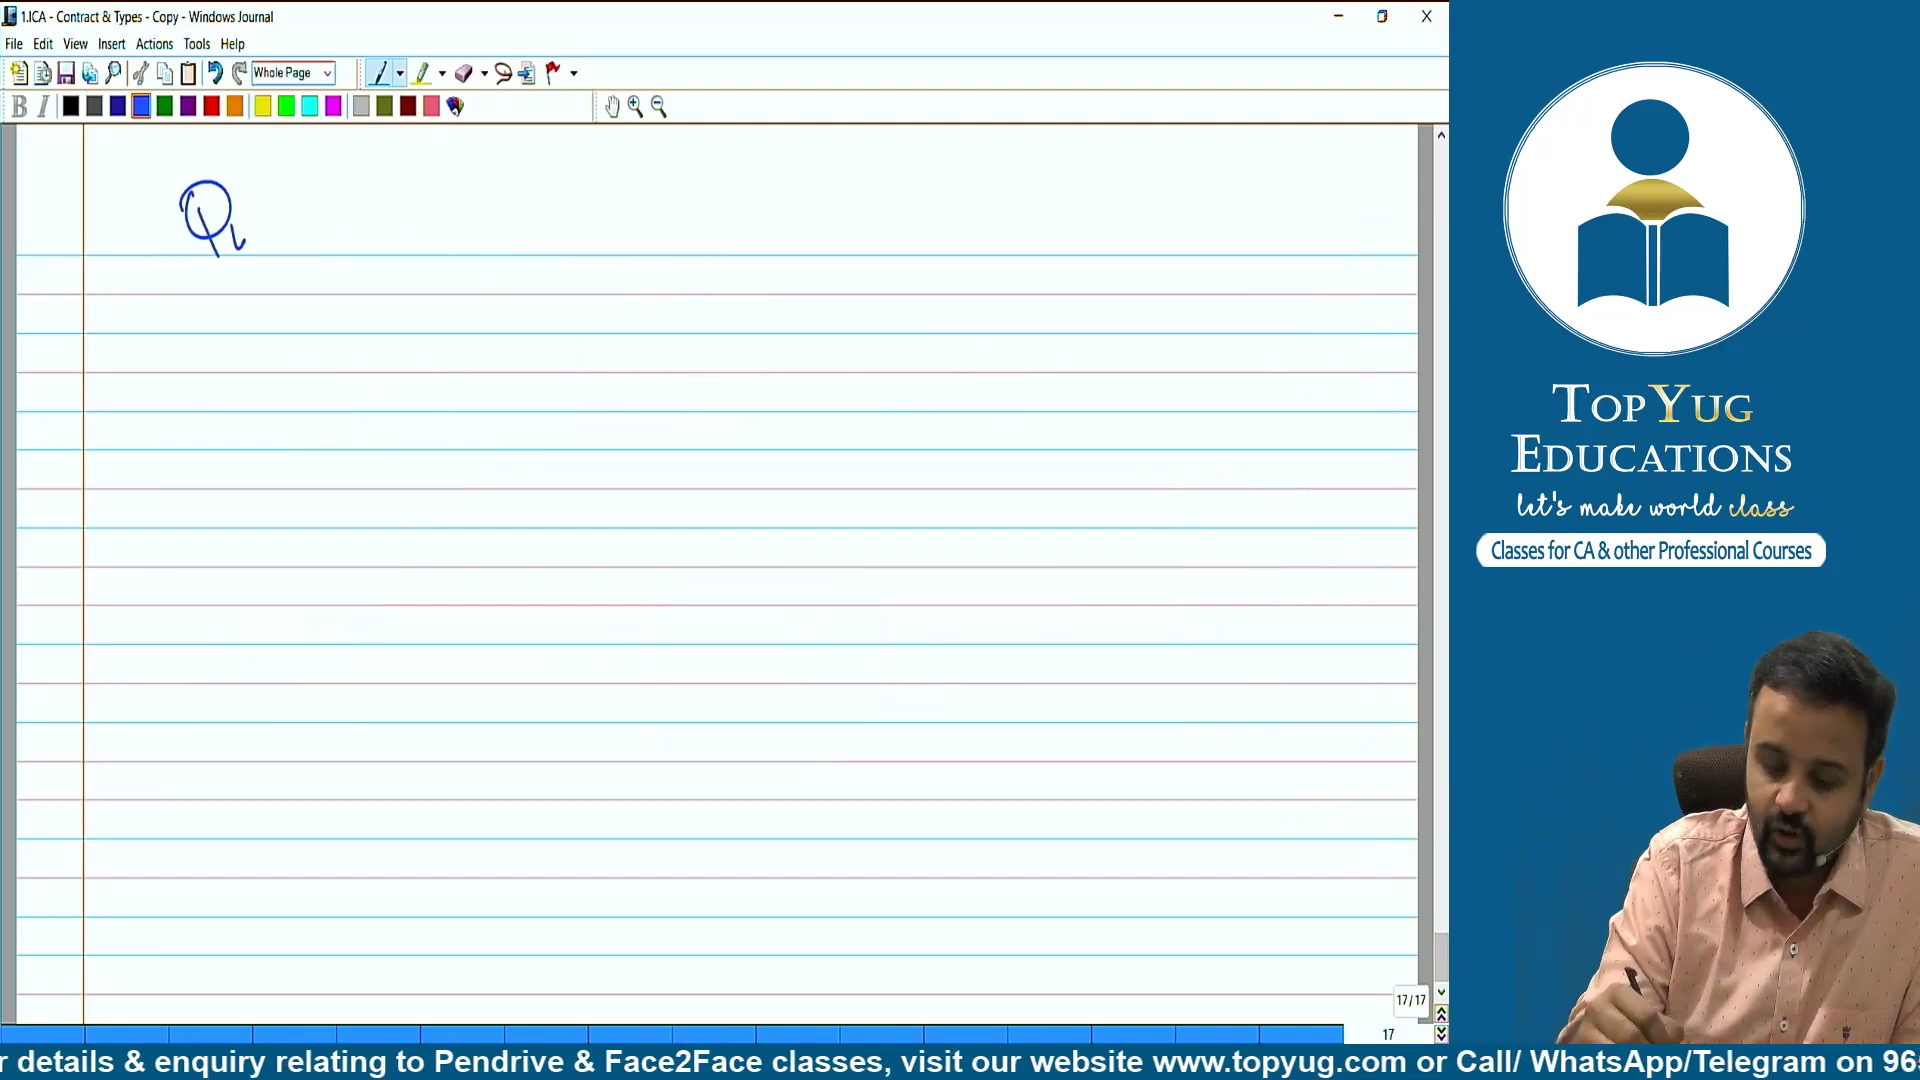 1.ICA - Contract & Types - Copy - Windows Journal
File Edit View Insert Actions Tools Help
Whole Page
B I
TOPYUG
EDUCATIONS
let's make world class
Classes for CA & other Professional Courses
17/17
17
r details & enquiry relating to Pendrive & Face2Face classes, visit our website www.topyug.com or Call/ WhatsApp/Telegram on 96